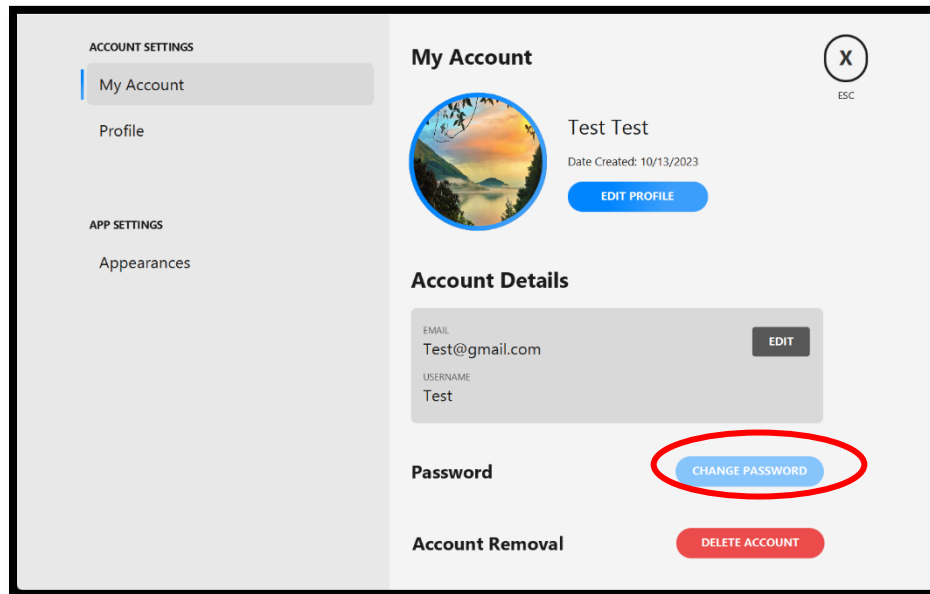 ACCOUNT SETTINGS
My Account
Profile
APP SETTINGS
Appearances
My Account
X
ESC
Test Test
Date Created: 10/13/2023
EDIT PROFILE
Account Details
EMAIL
Test@gmail.com
EDIT
USERNAME
Test
Password
CHANGE PASSWORD
Account Removal
DELETE ACCOUNT